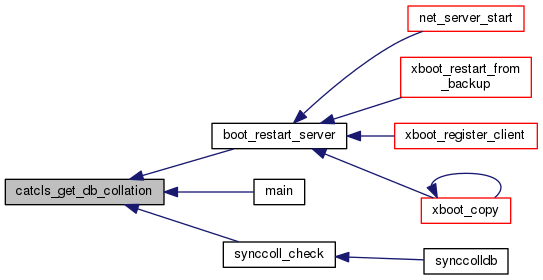 net_server_start
xboot_restart_from
_backup
boot_restart_server
xboot_register_client
catcls_get_db_collation
main
xboot_copy
synccoll_check
synccolldb